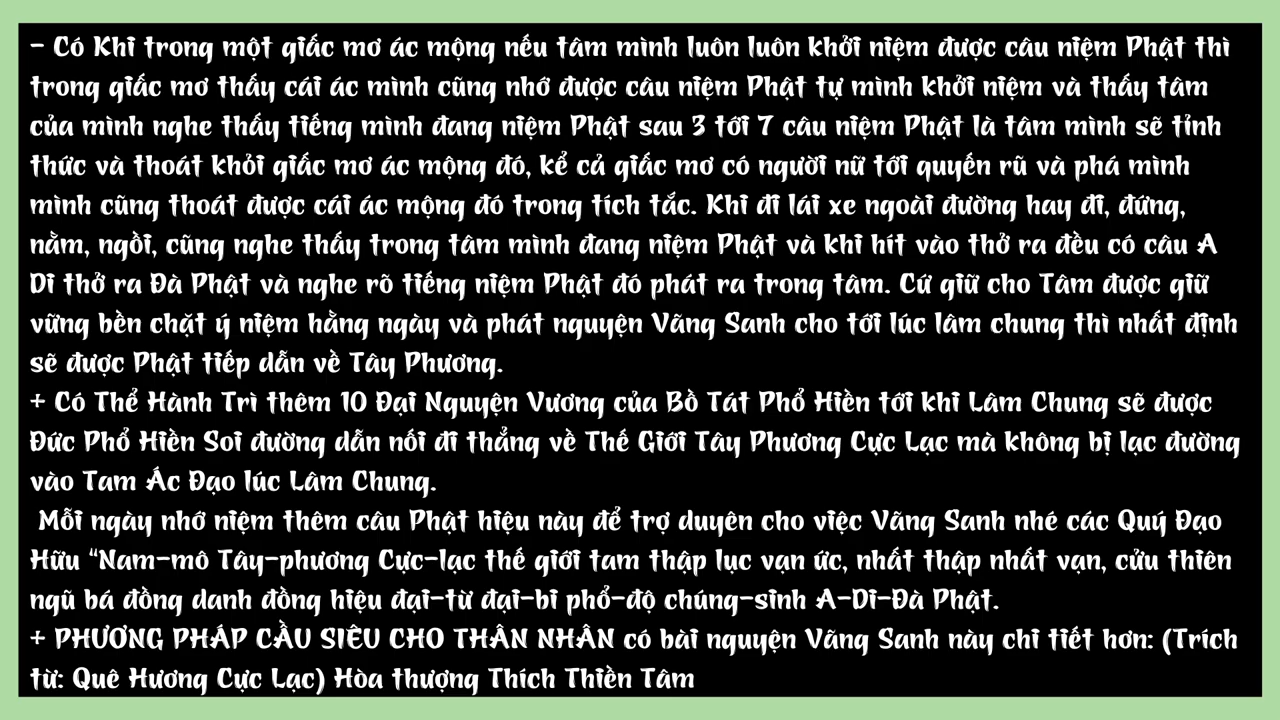 - Có Khi trong một giấc mơ ác mộng nếu tâm mình luôn luôn khởi niệm được câu niệm Phật thì
trong giấc mơ thấy cái ác mình cũng nhớ được câu niệm Phật tự mình khởi niệm và thấy tâm
của mình nghe thấy tiếng mình đang niệm Phật sau 3 tới 7 câu niệm Phật là tâm mình sẽ tỉnh
thức và thoát khỏi giấc mơ ác mộng đó, kể cả giấc mơ có người nữ tới quyến rũ và phá mình
mình cũng thoát được cái ác mộng đó trong tích tắc. Khi đi lái xe ngoài đường hay đi, đứng,
nằm, ngồi, cũng nghe thấy trong tâm mình đang niệm Phật và khi hít vào thở ra đều có câu A
Di thở ra Đà Phật và nghe rõ tiếng niệm Phật đó phát ra trong tâm. Cứ giữ cho Tâm được giữ
vững bền chặt ý niệm hằng ngày và phát nguyện Vãng Sanh cho tới lúc lâm chung thì nhất định
sẽ được Phật tiếp dẫn về Tây Phương.
+ Có Thể Hành Trì thêm 10 Đại Nguyện Vương của Bồ Tát Phổ Hiền tới khi Lâm Chung sẽ được
Đức Phổ Hiền Soi đường dẫn nối đi thẳng về Thế Giới Tây Phương Cực Lạc mà không bị lạc đường
vào Tam Ác Đạo lúc Lâm Chung.
Mỗi ngày nhớ niệm thêm câu Phật hiệu này để trợ duyên cho việc Vãng Sanh nhé các Quý Đạo
Hữu "Nam-mô Tây-phương Cực-lạc thế giới tam thập lục vạn ức, nhất thập nhất vạn, cửu thiên
ngũ bá đồng danh đồng hiệu đại-từ đại-bi phổ-độ chúng-sinh A-Di-Đà Phật.
+ PHƯƠNG PHÁP CẦU SIÊU CHO THÂN NHÂN có bài nguyện Vãng Sanh này chi tiết hơn: (Trích
từ: Quê Hương Cực Lạc) Hòa thượng Thích Thiền Tâm